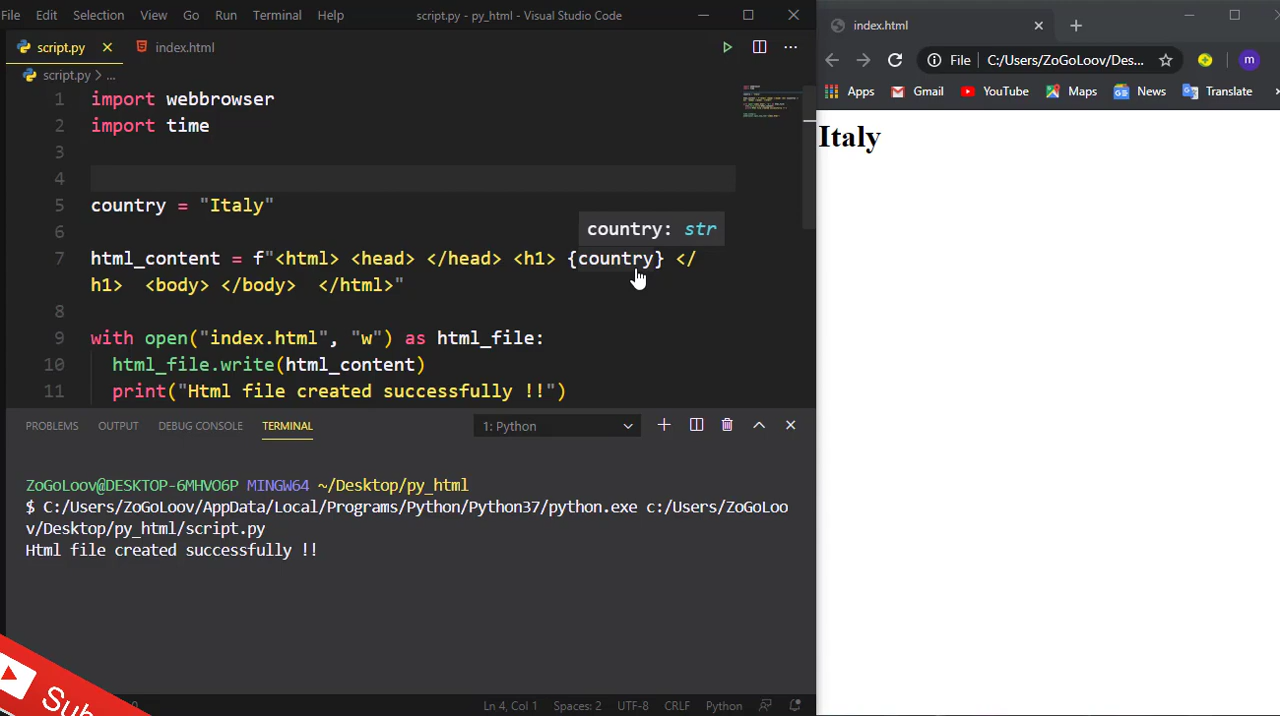 File Edit Selection View Go Run Terminal Help script.py - py_html - Visual Studio Code
script.py index.html
script.py > ...
1 import webbrowser
2 import time
3
4
5 country = "Italy"
6
country: str
7 html_content = f"<html> <head> </head> <h1> {country} </
h1> <body> </body> </html>"
8
9 with open("index.html", "w") as html_file:
10 html_file.write(html_content)
11 print("Html file created successfully !!")
PROBLEMS OUTPUT DEBUG CONSOLE TERMINAL 1: Python
ZoGoLoov@DESKTOP-6MHVO6P MINGW64 ~/Desktop/py_html
$ C:/Users/ZoGoLoov/AppData/Local/Programs/Python/Python37/python.exe c:/Users/ZoGoLoo
v/Desktop/py_html/script.py
Html file created successfully !!
Sub
Ln 4, Col 1 Spaces: 2 UTF-8 CRLF Python
index.html
File C:/Users/ZoGoLoov/Des... m
Apps Gmail YouTube Maps News Translate
Italy